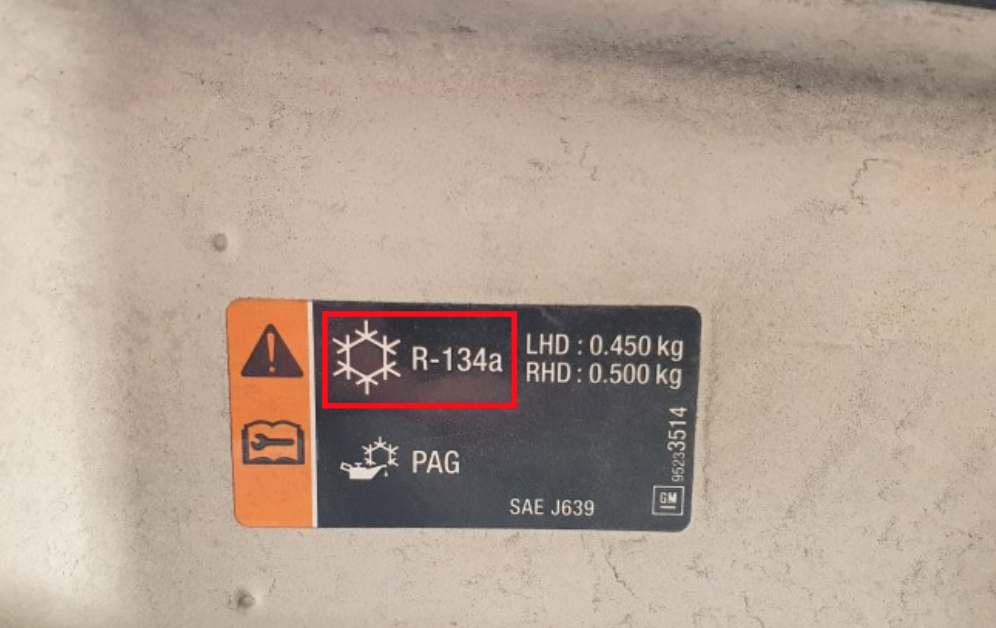 R-134a
LHD : 0.450 kg
RHD : 0.500 kg
PAG
SAE J639
95233514
GM